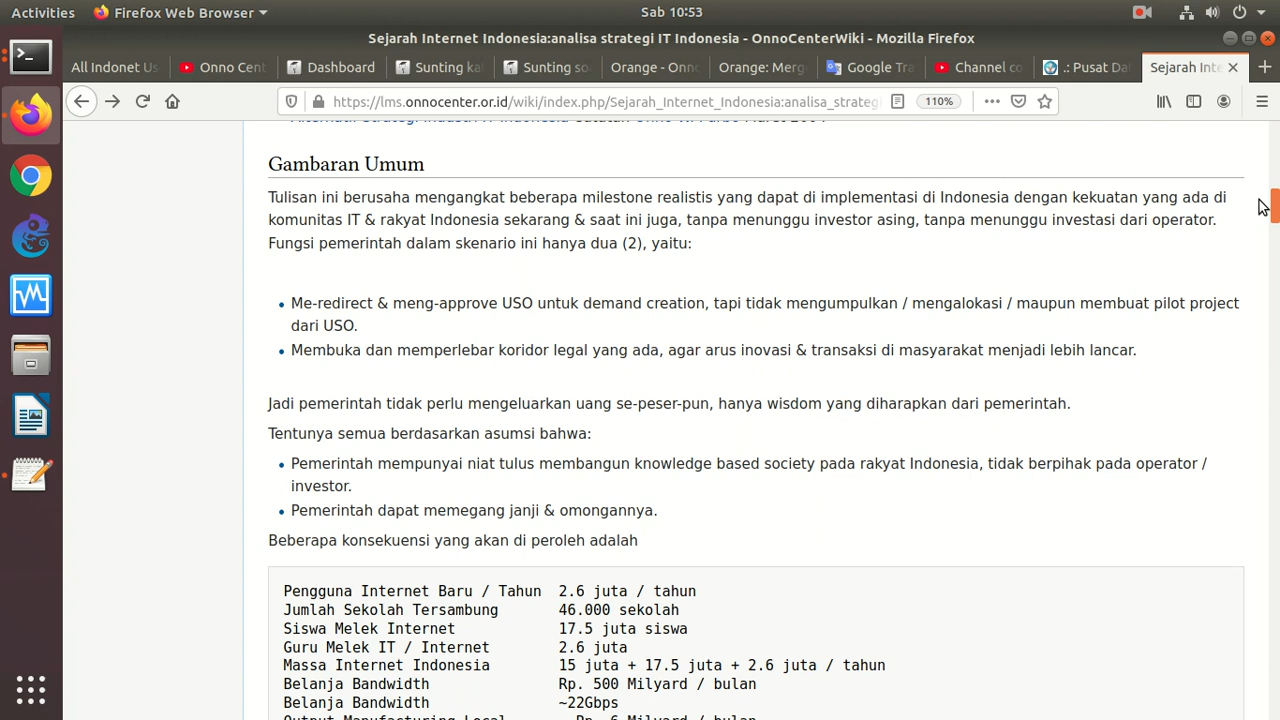 Activities
Firefox Web Browser
Sab 10:53
Sejarah Internet Indonesia:analisa strategi IT Indonesia - OnnoCenterWiki - Mozilla Firefox
All Indonet Us
Onno Cent
Dashboard
Sunting ka
Sunting so
Orange - Onno
Orange: Merg
Google Tra
Channel co
.: Pusat Da
Sejarah Inte
https://lms.onnocenter.or.id/wiki/index.php/Sejarah_Internet_Indonesia:analisa_strateg
110%
Gambaran Umum
Tulisan ini berusaha mengangkat beberapa milestone realistis yang dapat di implementasi di Indonesia dengan kekuatan yang ada di
komunitas IT & rakyat Indonesia sekarang & saat ini juga, tanpa menunggu investor asing, tanpa menunggu investasi dari operator.
Fungsi pemerintah dalam skenario ini hanya dua (2), yaitu:
Me-redirect & meng-approve USO untuk demand creation, tapi tidak mengumpulkan / mengalokasi / maupun membuat pilot project
dari USO.
Membuka dan memperlebar koridor legal yang ada, agar arus inovasi & transaksi di masyarakat menjadi lebih lancar.
Jadi pemerintah tidak perlu mengeluarkan uang se-peser-pun, hanya wisdom yang diharapkan dari pemerintah.
Tentunya semua berdasarkan asumsi bahwa:
Pemerintah mempunyai niat tulus membangun knowledge based society pada rakyat Indonesia, tidak berpihak pada operator /
investor.
Pemerintah dapat memegang janji & omongannya.
Beberapa konsekuensi yang akan di peroleh adalah
Pengguna Internet Baru / Tahun 2.6 juta / tahun
Jumlah Sekolah Tersambung 46.000 sekolah
Siswa Melek Internet 17.5 juta siswa
Guru Melek IT / Internet 2.6 juta
Massa Internet Indonesia 15 juta + 17.5 juta + 2.6 juta / tahun
Belanja Bandwidth Rp. 500 Milyard / bulan
Belanja Bandwidth ~22Gbps
Output Manufacturing Local Rp. 6 Milyard / bulan